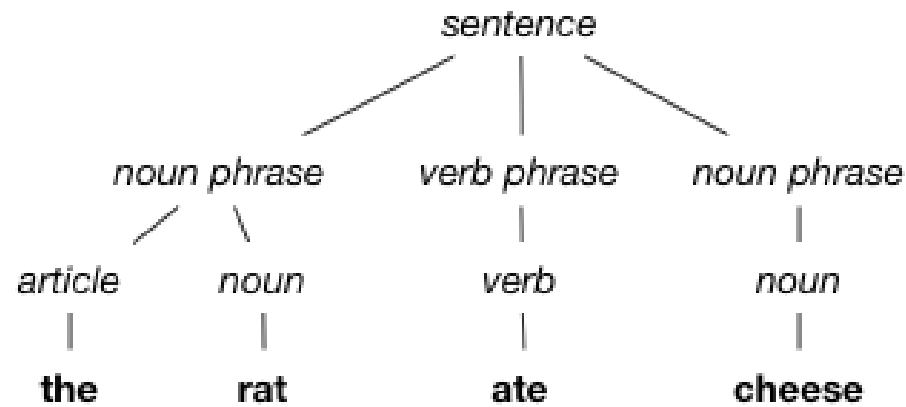 sentence
noun phrase verb phrase noun phrase
article noun verb noun
the rat ate cheese